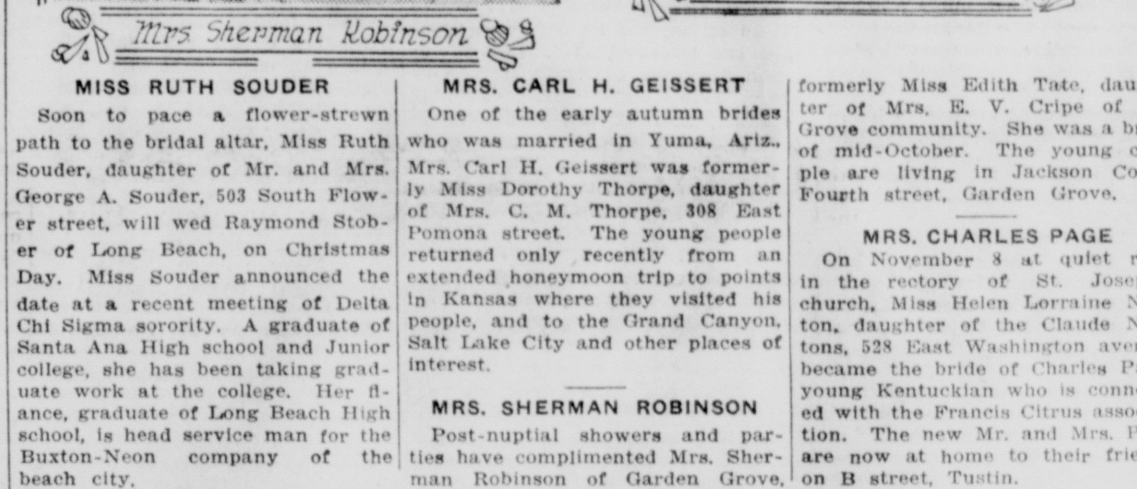 Mrs Sherman Robinson
MISS RUTH SOUDER
Soon to pace a flower-strewn
path to the bridal altar, Miss Ruth
Souder, daughter of Mr. and Mrs.
George A. Souder, 503 South Flow-
er street, will wed Raymond Stob-
er of Long Beach, on Christmas
Day. Miss Souder announced the
date at a recent meeting of Delta
Chi Sigma sorority. A graduate of
Santa Ana High school and Junior
college, she has been taking grad-
uate work at the college. Her fi-
ance, graduate of Long Beach High
school, is head service man for the
Buxton-Neon company of the
beach city.
MRS. CARL H. GEISSERT
One of the early autumn brides
who was married in Yuma, Ariz.,
Mrs. Carl H. Geissert was former-
ly Miss Dorothy Thorpe, daughter
of Mrs. C. M. Thorpe, 308 East
Pomona street. The young people
returned only recently from an
extended honeymoon trip to points
in Kansas where they visited his
people, and to the Grand Canyon,
Salt Lake City and other places of
interest.
MRS. SHERMAN ROBINSON
Post-nuptial showers and par-
ties have complimented Mrs. Sher-
man Robinson of Garden Grove,
formerly Miss Edith Tate, dau
ter of Mrs. E. V. Cripe of
Grove community. She was a b
of mid-October. The young
ple are living in Jackson Co
Fourth street, Garden Grove.
MRS. CHARLES PAGE
On November 8 at quiet
in the rectory of St. Jose
church, Miss Helen Lorraine
ton, daughter of the Claude
tons, 528 East Washington ave
became the bride of Charles P
young Kentuckian who is conn
ed with the Francis Citrus asso
tion. The new Mr. and Mrs.
are now at home to their frie
on B street, Tustin.